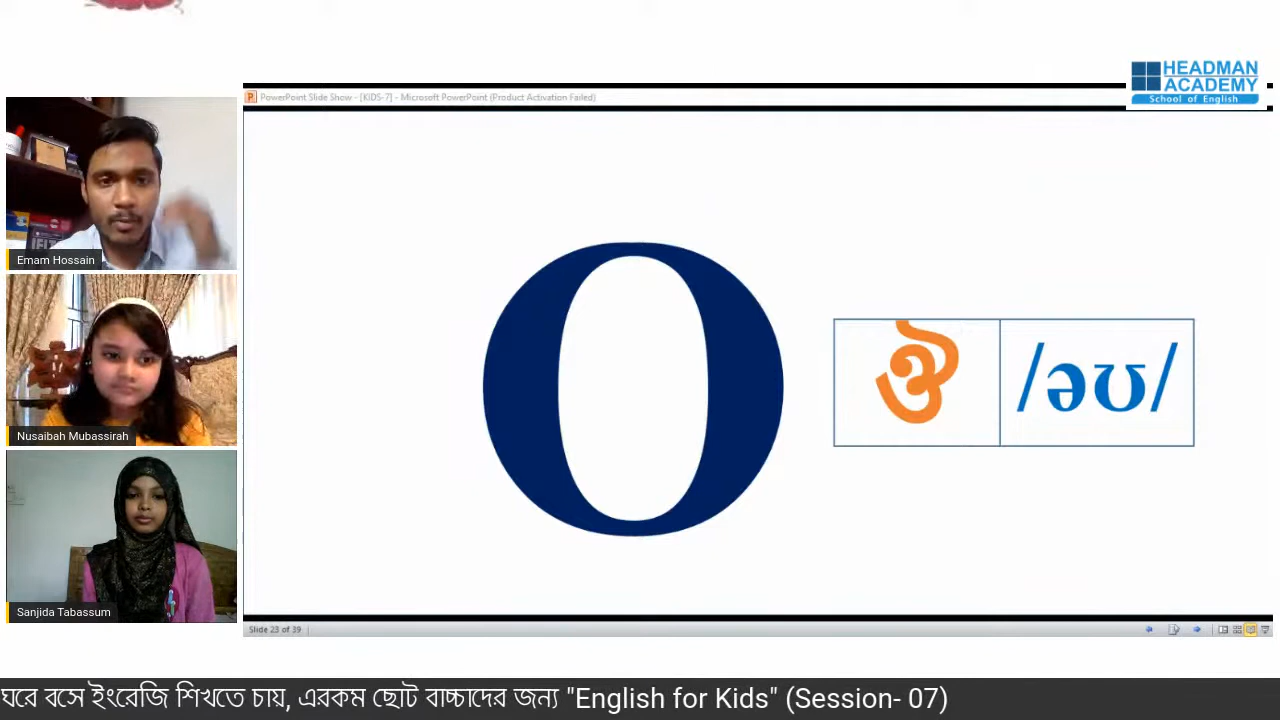 HEADMAN
ACADEMY
School of English
PowerPoint Slide Show - [KIDS-7] - Microsoft PowerPoint (Product Activation Failed)
Emam Hossain
IELTS
Nusaibah Mubassirah
Sanjida Tabassum
O
ঔ
/əʊ/
Slide 23 of 39
ঘরে বসে ইংরেজি শিখতে চায়, এরকম ছোট বাচ্চাদের জন্য "English for Kids" (Session- 07)